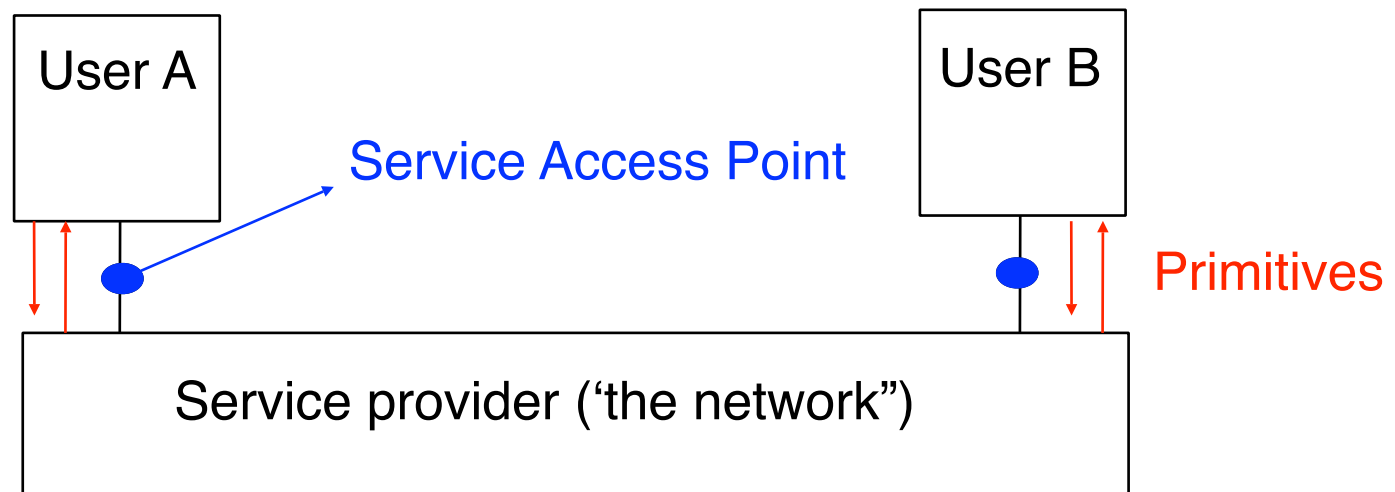 User A
User B
Service Access Point
Primitives
Service provider (‘the network”)